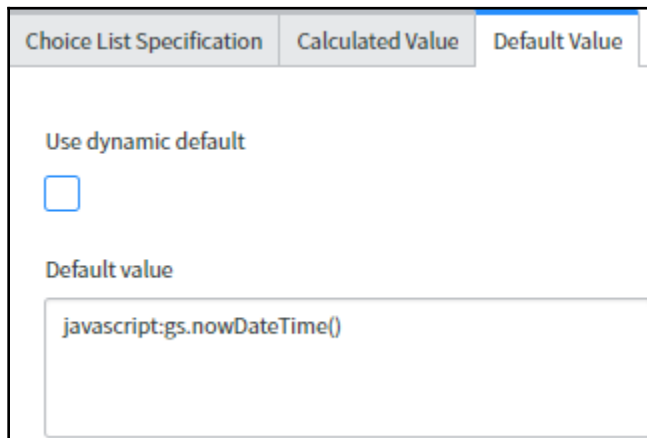 Choice List Specification
Calculated Value
Default Value
Use dynamic default
Default value
javascript:gs.nowDateTime()